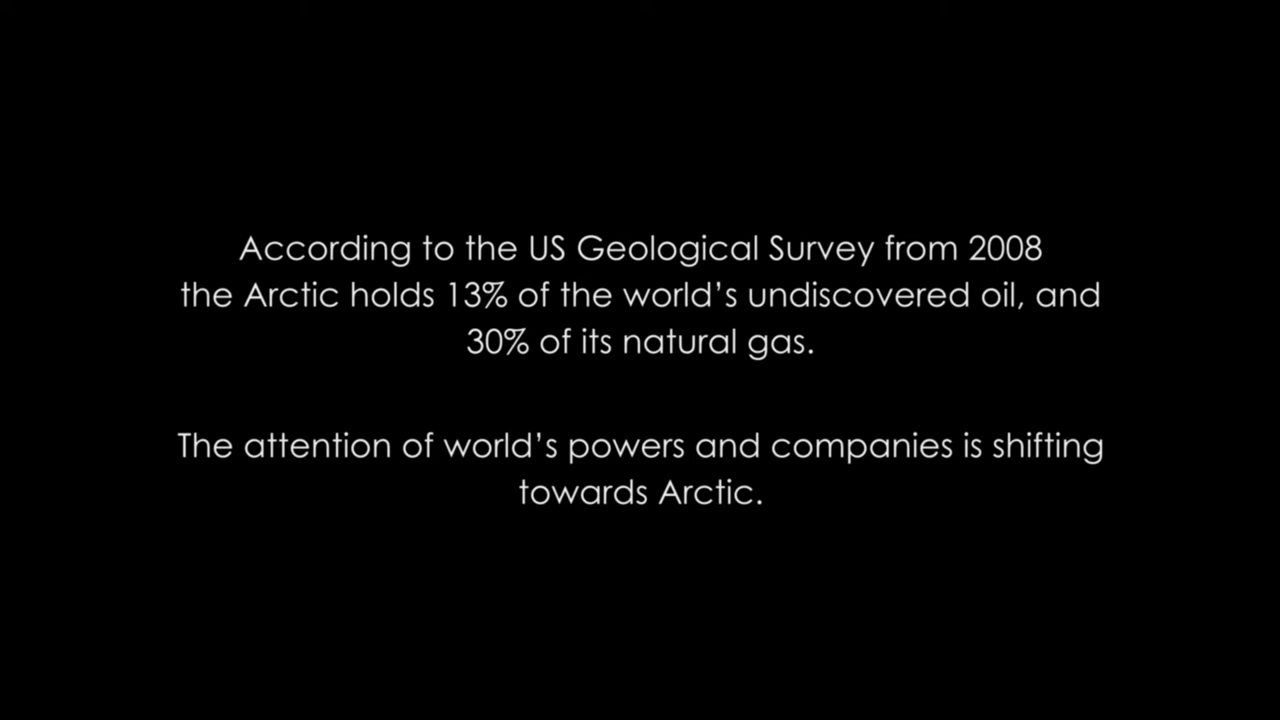 According to the US Geological Survey from 2008
the Arctic holds 13% of the world's undiscovered oil, and
30% of its natural gas.
The attention of world's powers and companies is shifting
towards Arctic.